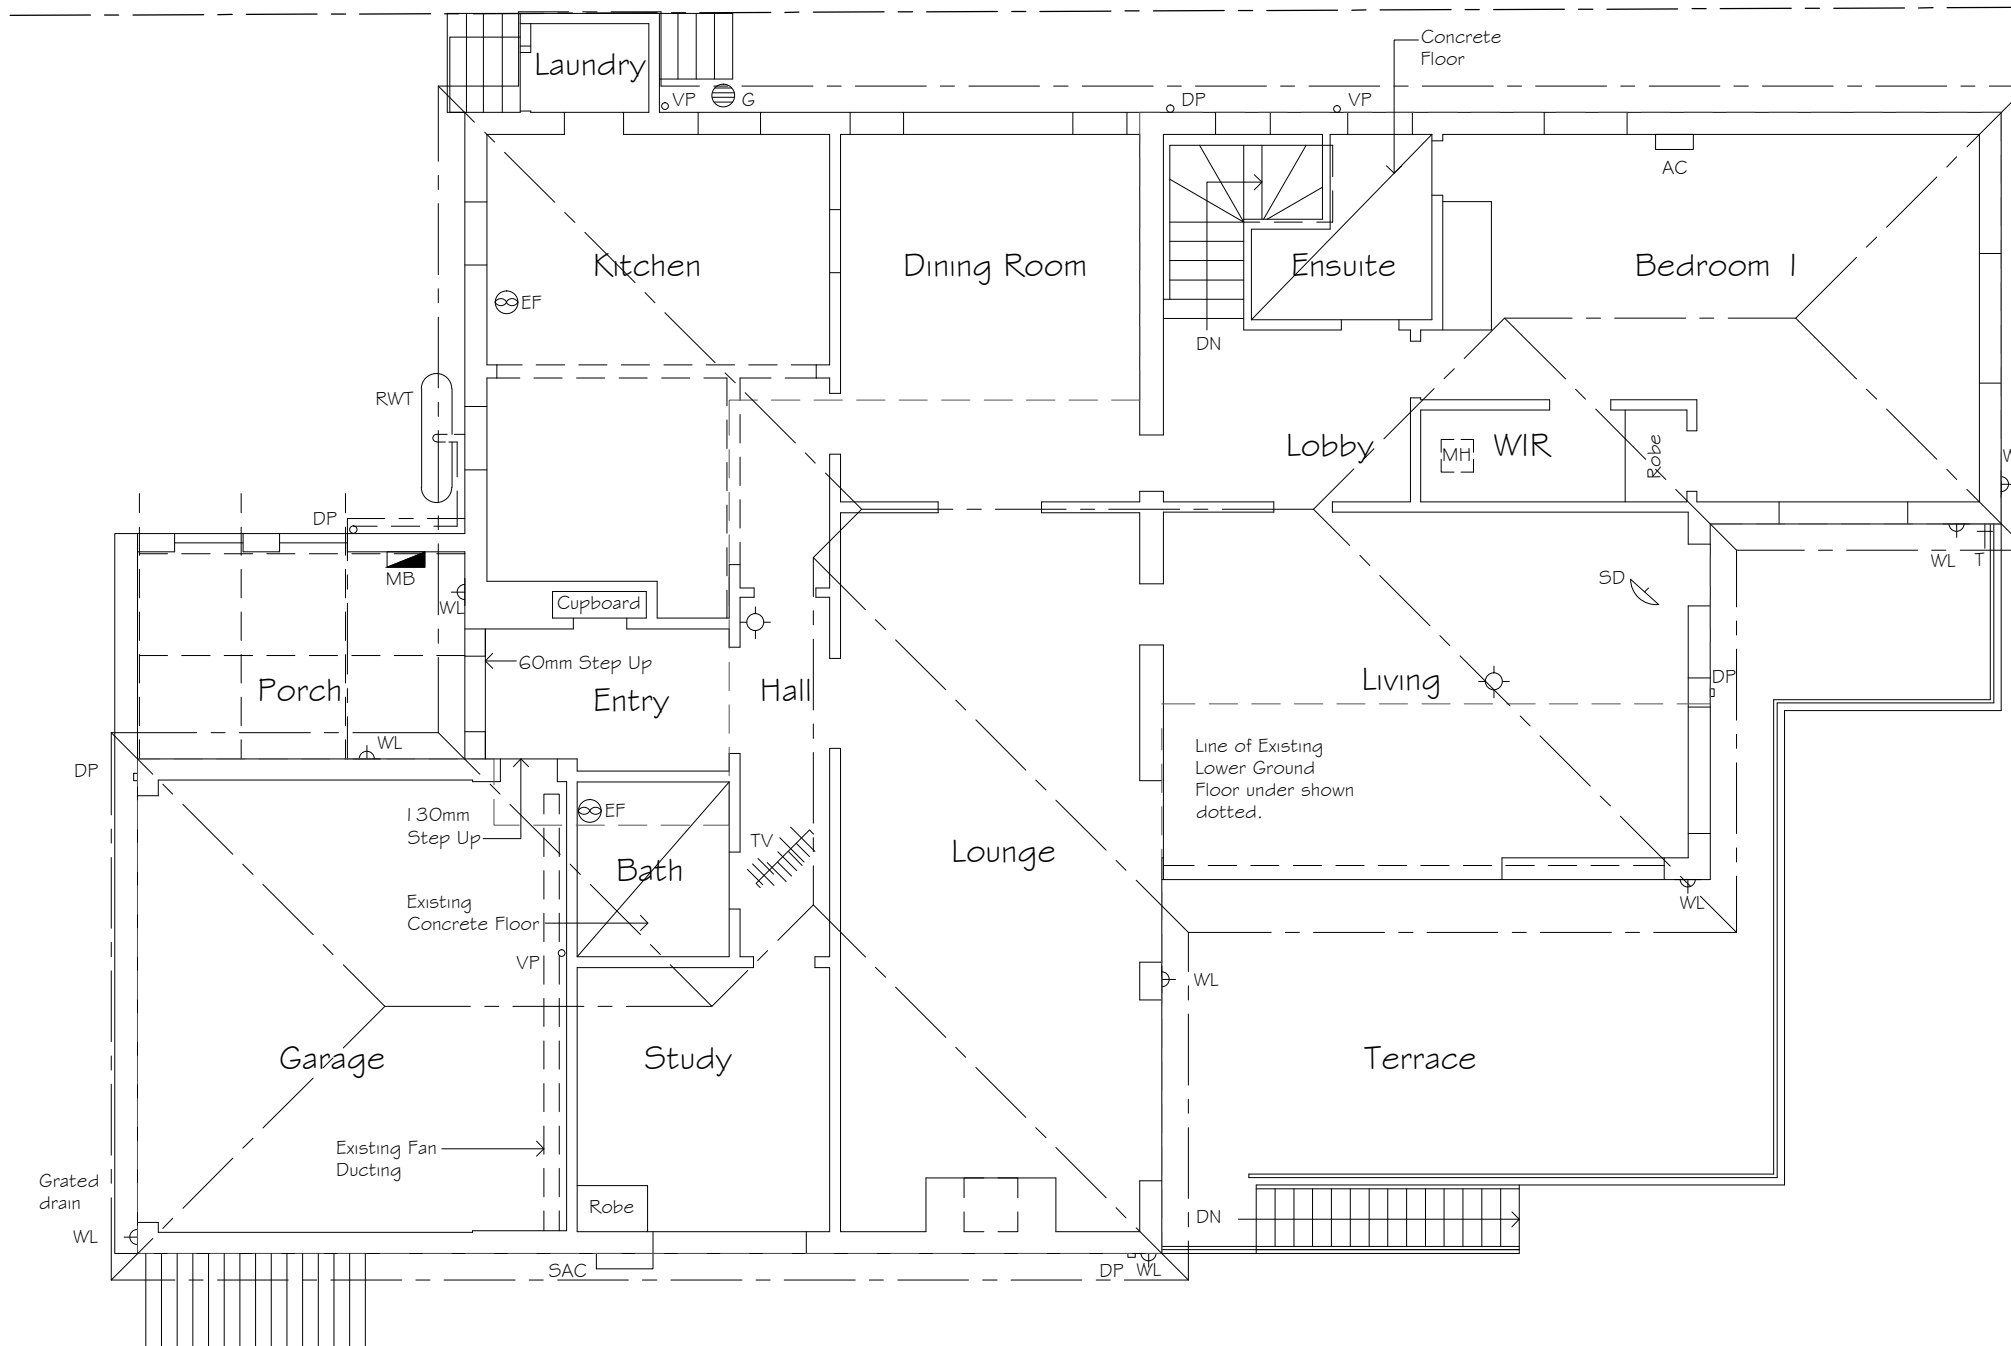 Concrete
Floor
Laundry
VP
G
DP
VP
AC
Kitchen
Dining Room
Ensuite
Bedroom 1
EF
DN
RWT
Lobby
MH
WIR
Robe
W
DP
MB
WL
Cupboard
SD
WL
T
60mm Step Up
Porch
Entry
Hall
Living
DP
WL
DP
Line of Existing
Lower Ground
Floor under shown
dotted.
130mm
Step Up
EF
TV
Bath
Lounge
Existing
Concrete Floor
WL
VP
WL
Garage
Study
Terrace
Existing Fan
Ducting
Grated
drain
Robe
WL
DN
SAC
DP
WL